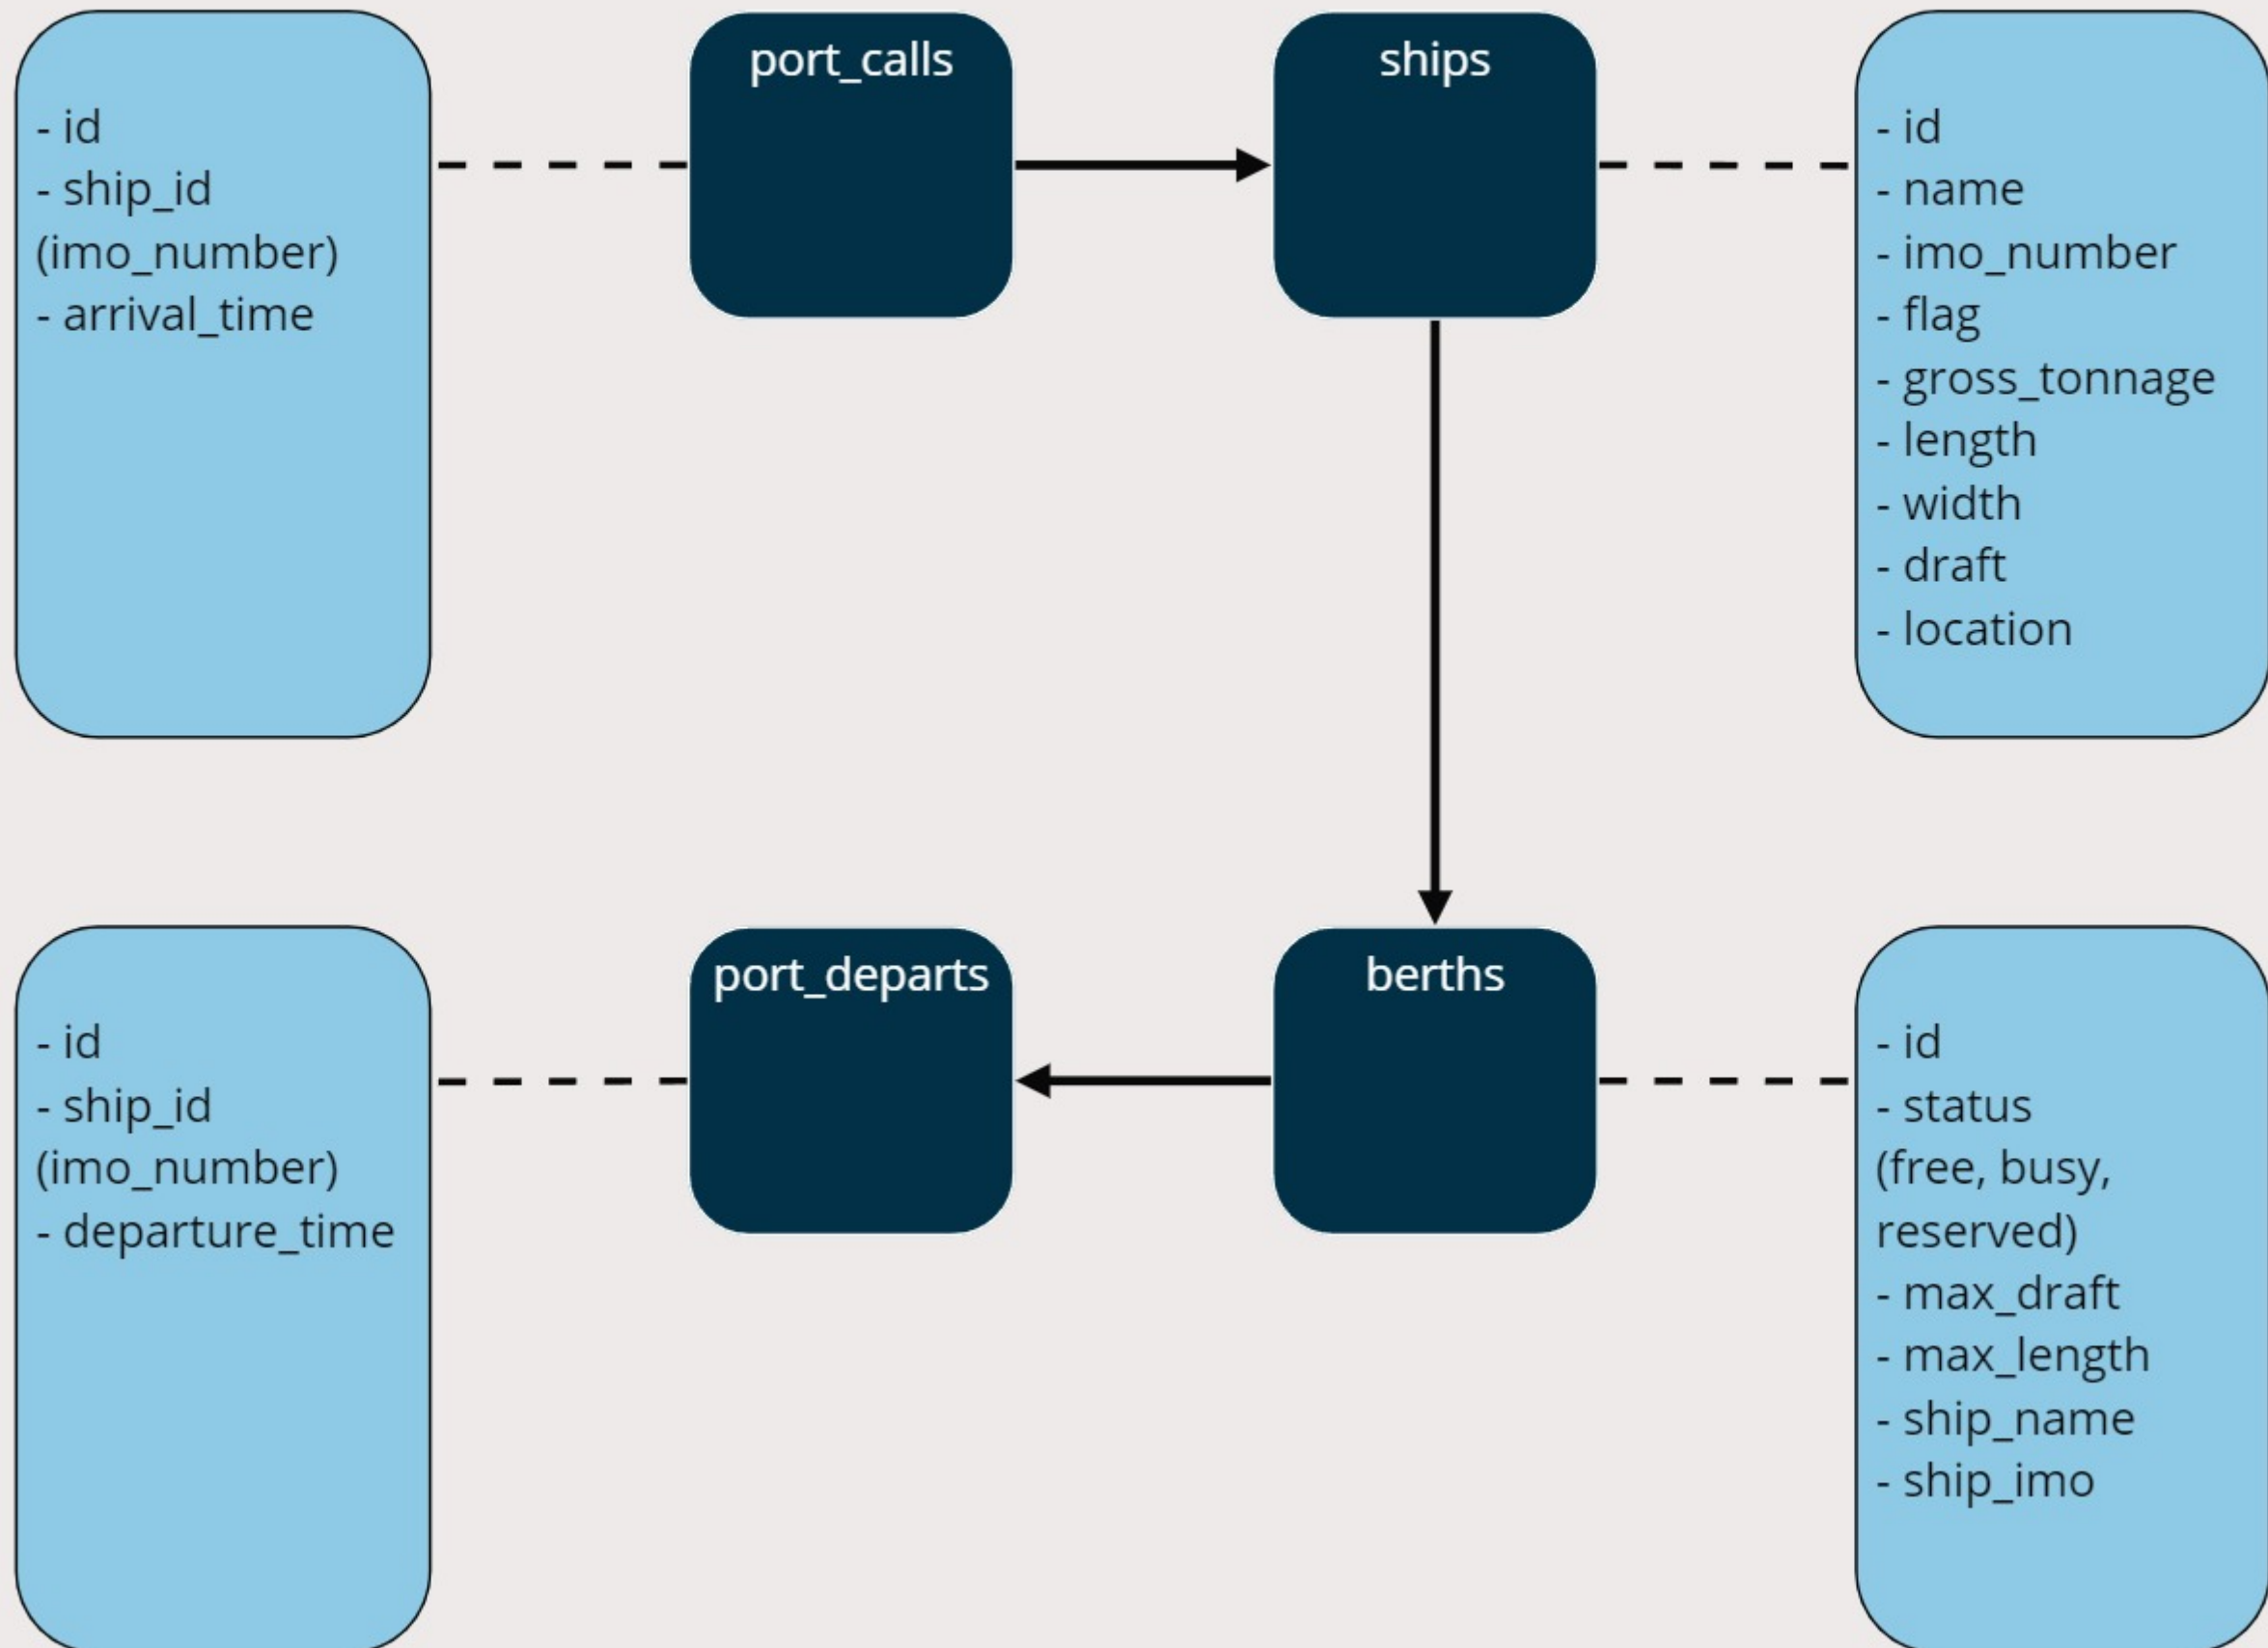 port_calls
ships
- id
- ship_id
(imo_number)
- arrival_time
- id
- name
- imo_number
- flag
- gross_tonnage
- length
- width
- draft
- location
port_departs
berths
- id
- ship_id
(imo_number)
- departure_time
- id
- status
(free, busy,
reserved)
- max_draft
- max_length
- ship_name
- ship_imo